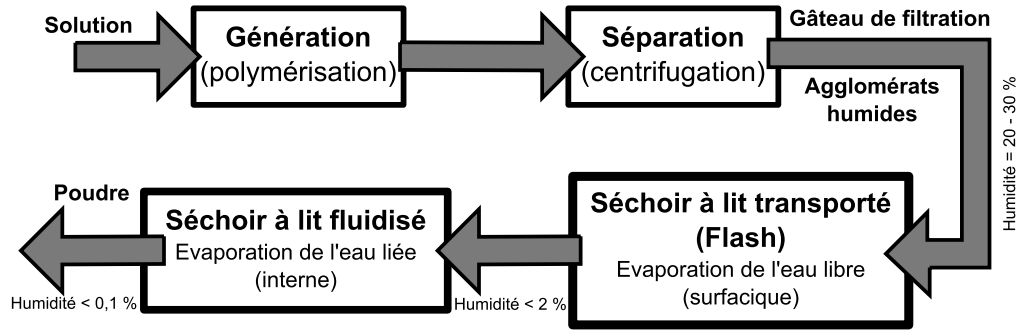 Solution
Génération
(polymérisation)
Séparation
(centrifugation)
Gâteau de filtration
Agglomérats
humides
Humidité = 20 - 30 %
Séchoir à lit transporté
(Flash)
Evaporation de l'eau libre
(surfacique)
Humidité < 2 %
Séchoir à lit fluidisé
Evaporation de l'eau liée
(interne)
Poudre
Humidité < 0,1 %